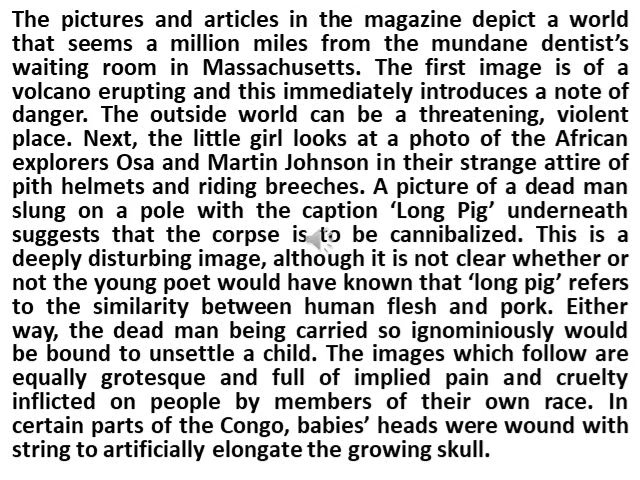 The pictures and articles in the magazine depict a world
that seems a million miles from the mundane dentist’s
waiting room in Massachusetts. The first image is of a
volcano erupting and this immediately introduces a note of
danger. The outside world can be a threatening, violent
place. Next, the little girl looks at a photo of the African
explorers Osa and Martin Johnson in their strange attire of
pith helmets and riding breeches. A picture of a dead man
slung on a pole with the caption ‘Long Pig’ underneath
suggests that the corpse is to be cannibalized. This is a
deeply disturbing image, although it is not clear whether or
not the young poet would have known that ‘long pig’ refers
to the similarity between human flesh and pork. Either
way, the dead man being carried so ignominiously would
be bound to unsettle a child. The images which follow are
equally grotesque and full of implied pain and cruelty
inflicted on people by members of their own race. In
certain parts of the Congo, babies’ heads were wound with
string to artificially elongate the growing skull.